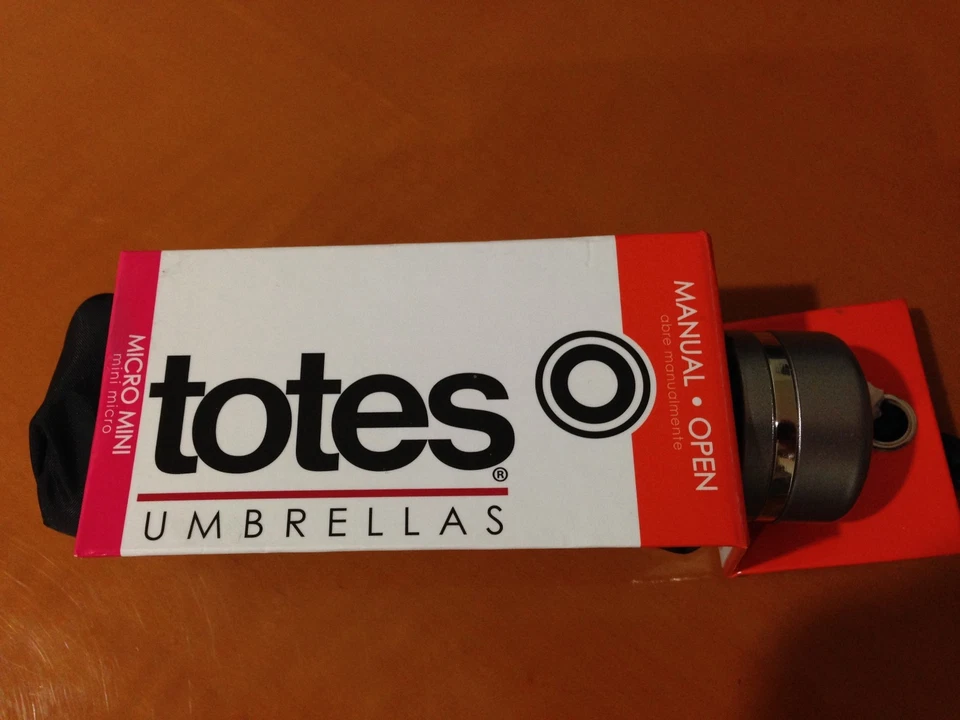 MICRO MINI
mini micro
totes®
UMBRELLAS
MANUAL • OPEN
abre manualmente